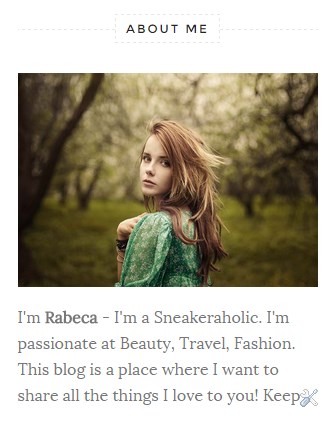 ABOUT ME
I'm Rabeca - I'm a Sneakeraholic. I'm
passionate at Beauty, Travel, Fashion.
This blog is a place where I want to
share all the things I love to you! Keep